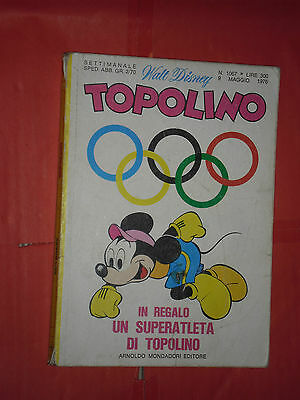 SETTIMANALE
SPED. ABB. GR. 2/70
Walt Disney
N. 1067 • LIRE 300
9 MAGGIO 1976
TOPOLINO
IN REGALO
UN SUPERATLETA
DI TOPOLINO
ARNOLDO MONDADORI EDITORE